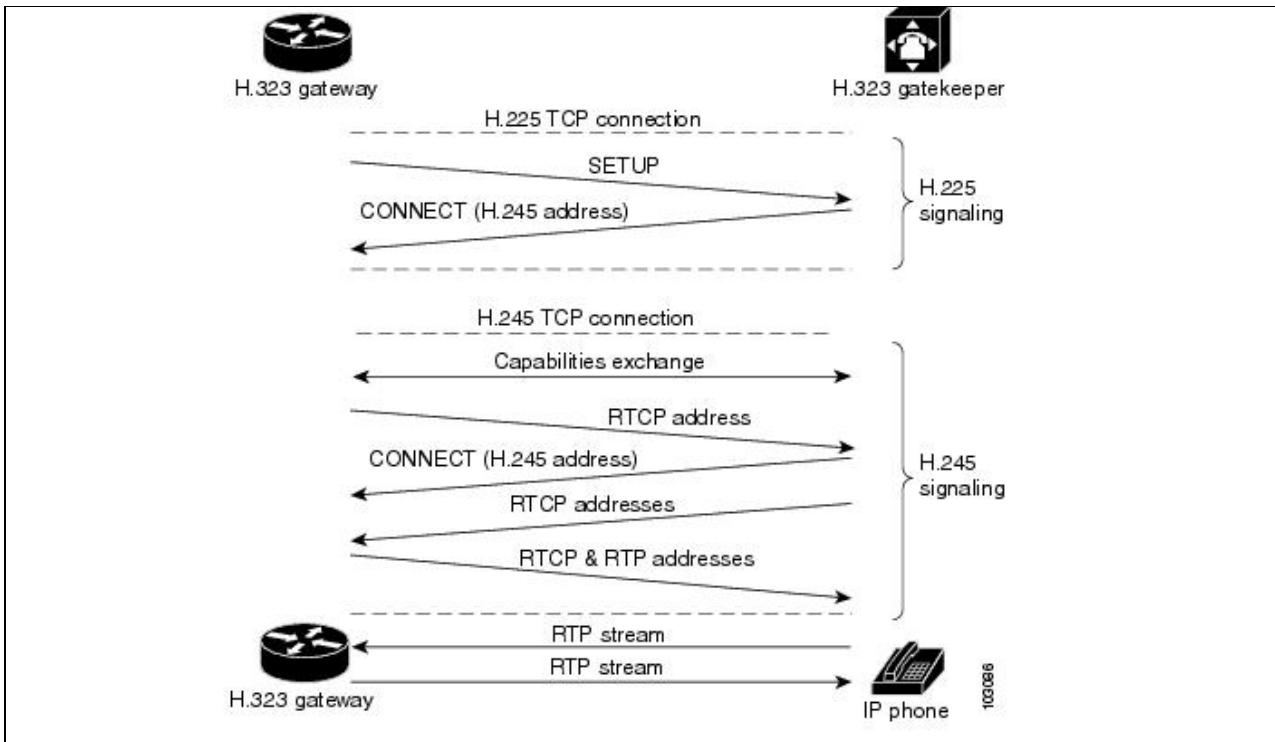 H.323 gateway
H.323 gatekeeper
H.225 TCP connection
SETUP
CONNECT (H.245 address)
H.225
signaling
H.245 TCP connection
Capabilities exchange
RTCP address
CONNECT (H.245 address)
RTCP addresses
RTCP & RTP addresses
H.245
signaling
RTP stream
RTP stream
H.323 gateway
IP phone
103086